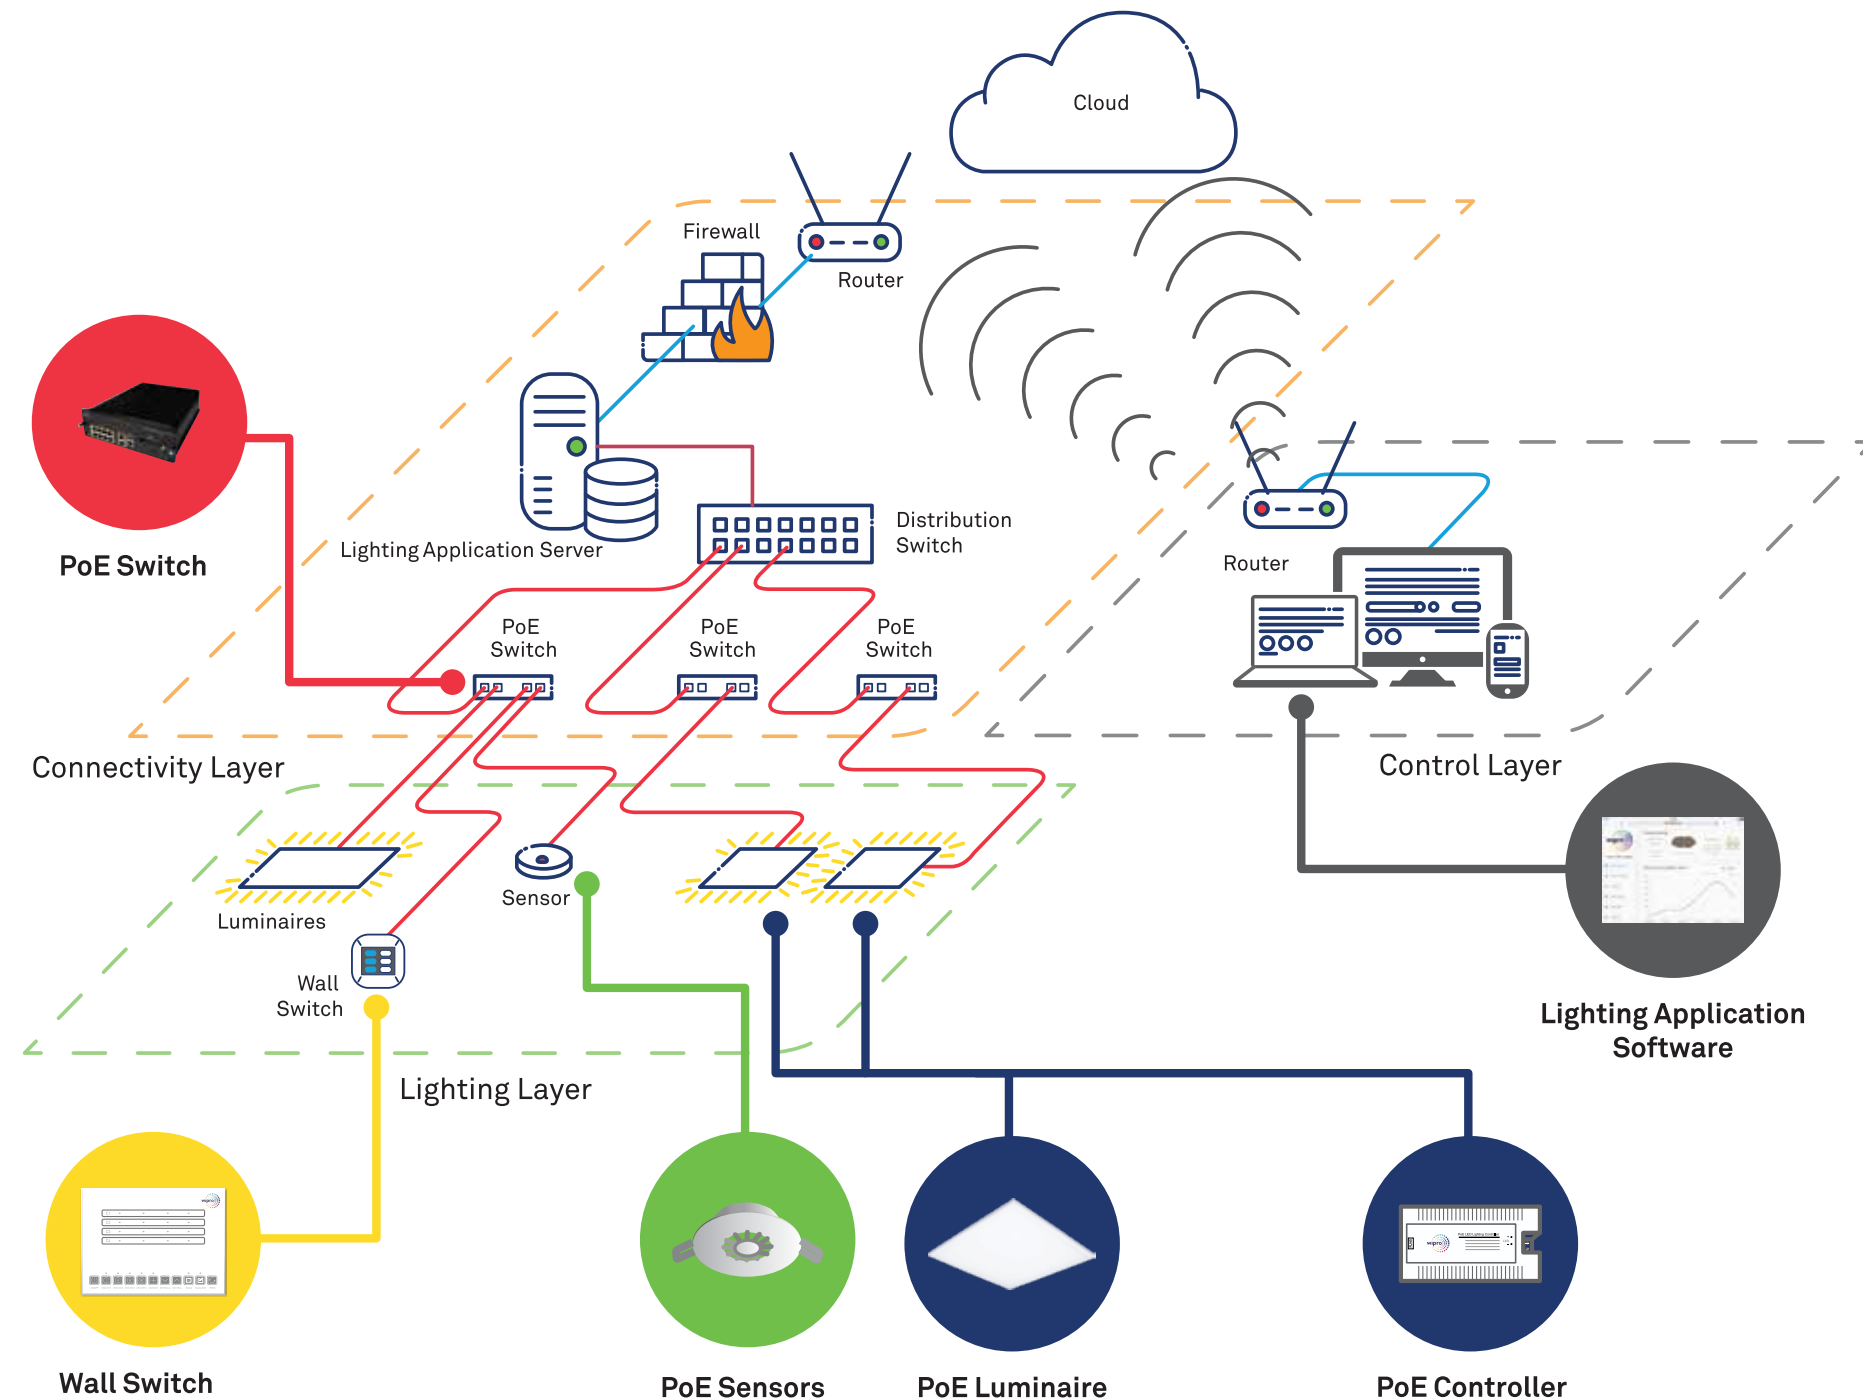 Cloud
Firewall
Router
Distribution
Switch
Lighting Application Server
PoE Switch
PoE
Switch
PoE
Switch
PoE
Switch
Router
Connectivity Layer
Control Layer
Luminaires
Sensor
Wall
Switch
Lighting Layer
Lighting Application
Software
wipro
wipro
Wall Switch
PoE Sensors
PoE Luminaire
PoE Controller